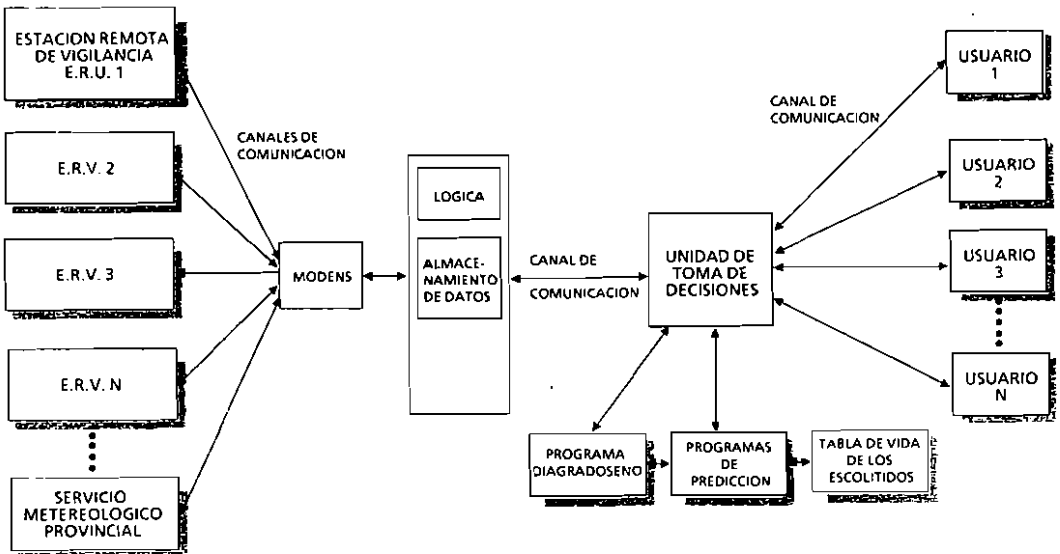 ESTACION REMOTA
DE VIGILANCIA
E.R.U. 1
E.R.V. 2
E.R.V. 3
E.R.V. N
SERVICIO
METEREOLOGICO
PROVINCIAL
CANALES DE
COMUNICACION
MODENS
LOGICA
ALMACE-
NAMIENTO
DE DATOS
CANAL DE
COMUNICACION
UNIDAD DE
TOMA DE
DECISIONES
CANAL DE
COMUNICACION
USUARIO
1
USUARIO
2
USUARIO
3
USUARIO
N
PROGRAMA
DIAGRADOSENO
PROGRAMAS
DE
PREDICCION
TABLA DE VIDA
DE LOS
ESCOLITIDOS